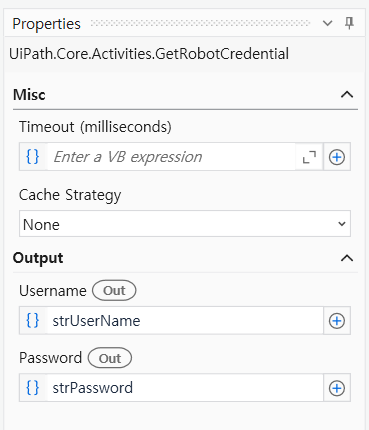 Properties
UiPath.Core.Activities.GetRobotCredential
Misc
Timeout (milliseconds)
{} Enter a VB expression
Cache Strategy
None
Output
Username Out
{} strUserName
Password Out
{} strPassword